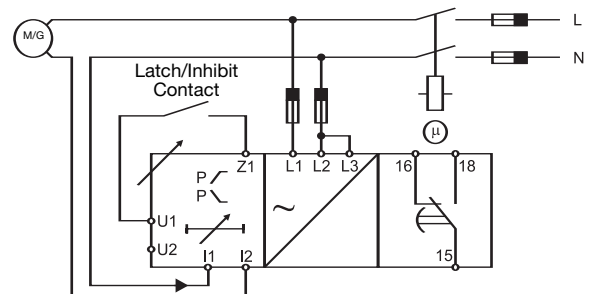 L
M/G
N
Latch/Inhibit
Contact
μ
Z1 L1 L2 L3 16 18
P
P
~
U1
U2
I1 I2 15